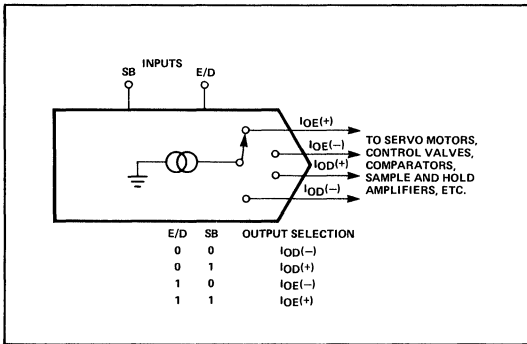 INPUTS
SB E/D
IOE(+)
IOE(−)
IOD(+)
IOD(−)
TO SERVO MOTORS,
CONTROL VALVES,
COMPARATORS,
SAMPLE AND HOLD
AMPLIFIERS, ETC.
E/D SB OUTPUT SELECTION
0 0 IOD(−)
0 1 IOD(+)
1 0 IOE(−)
1 1 IOE(+)